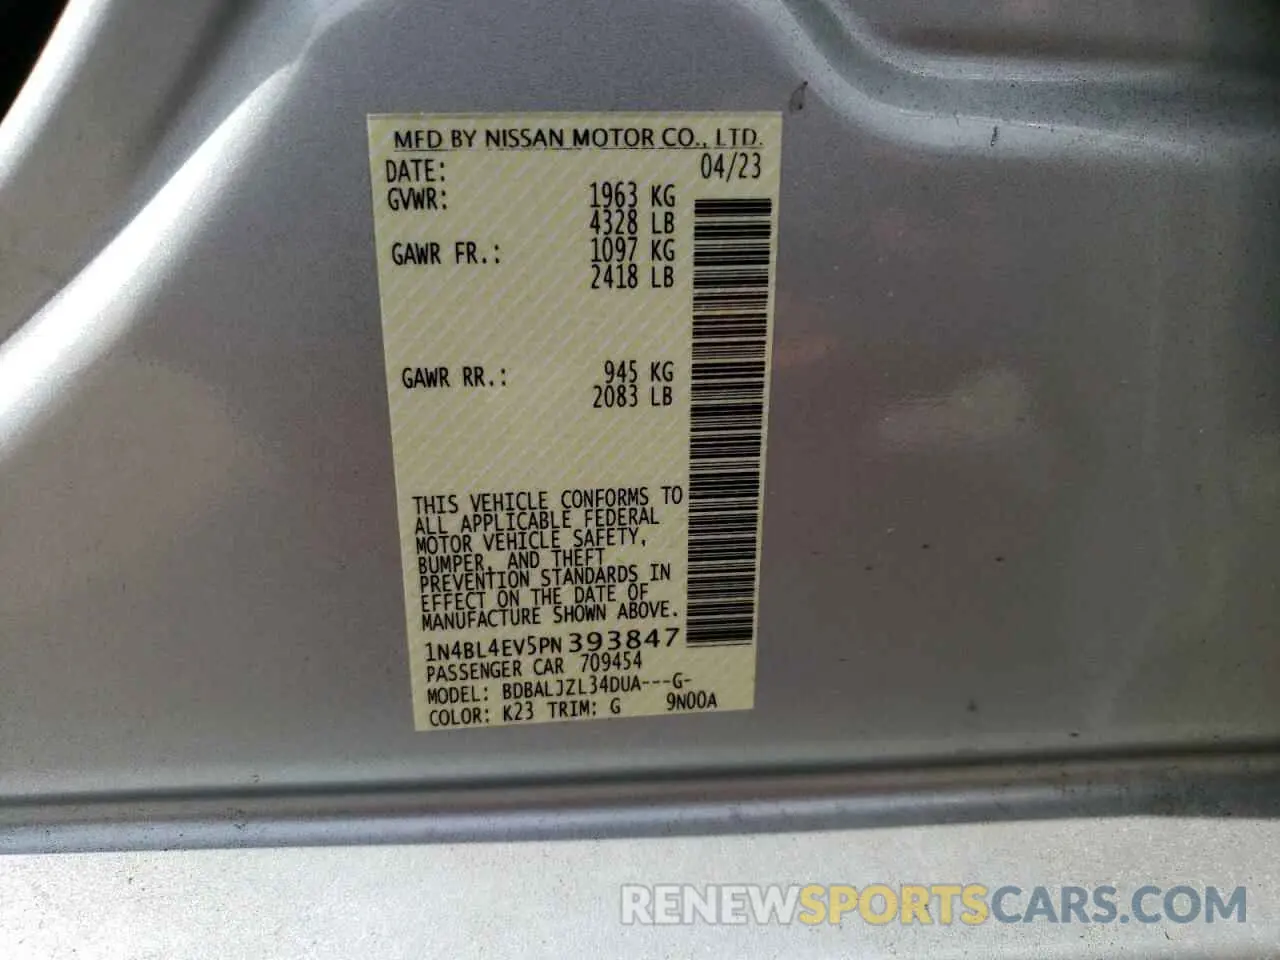 MFD BY NISSAN MOTOR CO., LTD.
DATE: 04/23
GVWR: 1963 KG
4328 LB
GAWR FR.: 1097 KG
2418 LB
GAWR RR.: 945 KG
2083 LB
THIS VEHICLE CONFORMS TO
ALL APPLICABLE FEDERAL
MOTOR VEHICLE SAFETY,
BUMPER, AND THEFT
PREVENTION STANDARDS IN
EFFECT ON THE DATE OF
MANUFACTURE SHOWN ABOVE.
1N4BL4EV5PN393847
PASSENGER CAR 709454
MODEL: BDBALJZL34DUA---G-
COLOR: K23 TRIM: G 9N00A
RENEWSPORTSCARS.COM